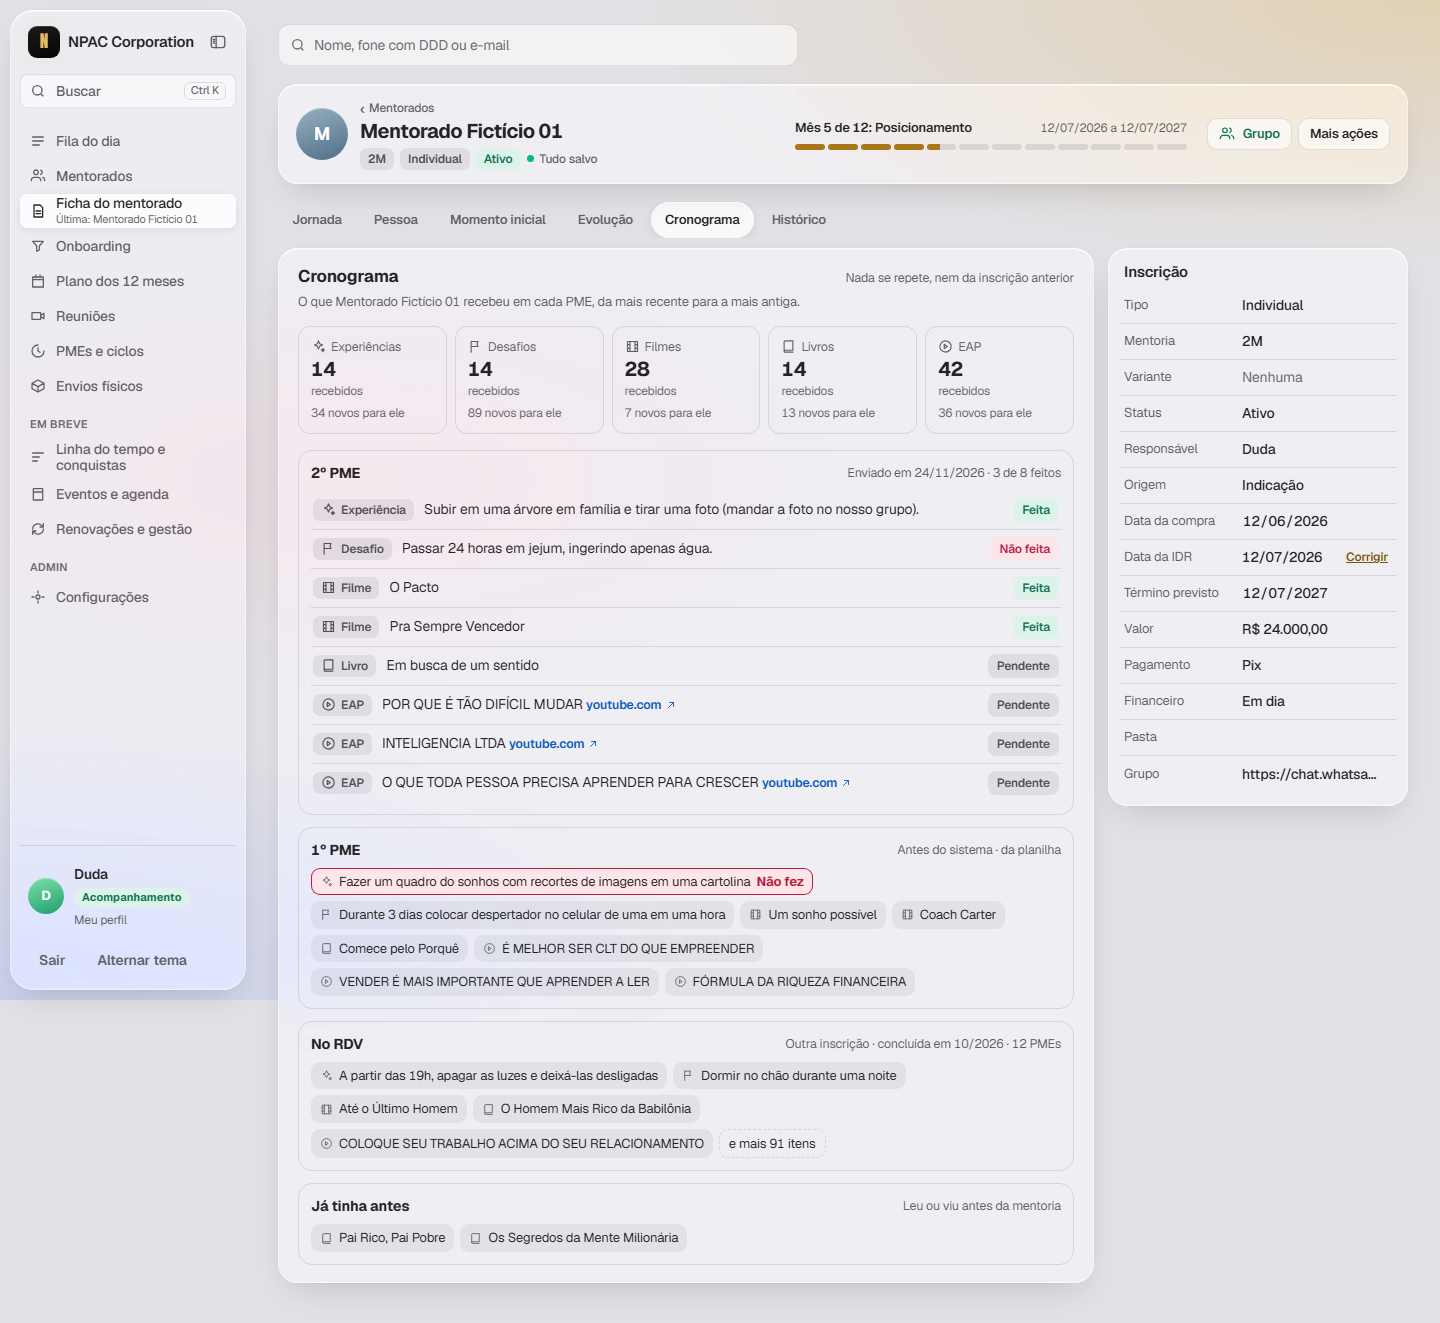 N
NPAC Corporation
Buscar
Ctrl K
Fila do dia
Mentorados
Ficha do mentorado
Última: Mentorado Fictício 01
Onboarding
Plano dos 12 meses
Reuniões
PMEs e ciclos
Envios físicos
EM BREVE
Linha do tempo e
conquistas
Eventos e agenda
Renovações e gestão
ADMIN
Configurações
D
Duda
Acompanhamento
Meu perfil
Sair
Alternar tema
Nome, fone com DDD ou e-mail
M
‹ Mentorados
Mentorado Fictício 01
2M
Individual
Ativo
Tudo salvo
Mês 5 de 12: Posicionamento
12/07/2026 a 12/07/2027
Grupo
Mais ações
Jornada
Pessoa
Momento inicial
Evolução
Cronograma
Histórico
Cronograma
Nada se repete, nem da inscrição anterior
O que Mentorado Fictício 01 recebeu em cada PME, da mais recente para a mais antiga.
Experiências
14
recebidos
34 novos para ele
Desafios
14
recebidos
89 novos para ele
Filmes
28
recebidos
7 novos para ele
Livros
14
recebidos
13 novos para ele
EAP
42
recebidos
36 novos para ele
2º PME
Enviado em 24/11/2026 · 3 de 8 feitos
Experiência
Subir em uma árvore em família e tirar uma foto (mandar a foto no nosso grupo).
Feita
Desafio
Passar 24 horas em jejum, ingerindo apenas água.
Não feita
Filme
O Pacto
Feita
Filme
Pra Sempre Vencedor
Feita
Livro
Em busca de um sentido
Pendente
EAP
POR QUE É TÃO DIFÍCIL MUDAR youtube.com ↗
Pendente
EAP
INTELIGENCIA LTDA youtube.com ↗
Pendente
EAP
O QUE TODA PESSOA PRECISA APRENDER PARA CRESCER youtube.com ↗
Pendente
1º PME
Antes do sistema · da planilha
Fazer um quadro do sonhos com recortes de imagens em uma cartolina Não fez
Durante 3 dias colocar despertador no celular de uma em uma hora
Um sonho possível
Coach Carter
Comece pelo Porquê
É MELHOR SER CLT DO QUE EMPREENDER
VENDER É MAIS IMPORTANTE QUE APRENDER A LER
FÓRMULA DA RIQUEZA FINANCEIRA
No RDV
Outra inscrição · concluída em 10/2026 · 12 PMEs
A partir das 19h, apagar as luzes e deixá-las desligadas
Dormir no chão durante uma noite
Até o Último Homem
O Homem Mais Rico da Babilônia
COLOQUE SEU TRABALHO ACIMA DO SEU RELACIONAMENTO
e mais 91 itens
Já tinha antes
Leu ou viu antes da mentoria
Pai Rico, Pai Pobre
Os Segredos da Mente Milionária
Inscrição
Tipo
Individual
Mentoria
2M
Variante
Nenhuma
Status
Ativo
Responsável
Duda
Origem
Indicação
Data da compra
12/06/2026
Data da IDR
12/07/2026
Corrigir
Término previsto
12/07/2027
Valor
R$ 24.000,00
Pagamento
Pix
Financeiro
Em dia
Pasta
Grupo
https://chat.whatsa...